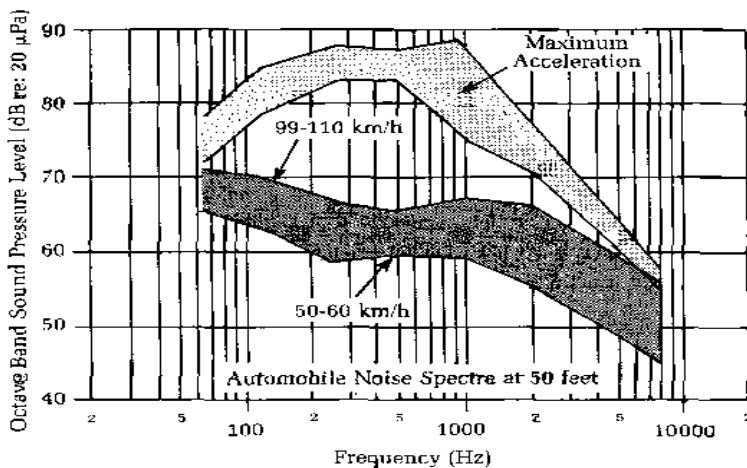 Octave Band Sound Pressure Level [dB re: 20 µPa]
90
80
70
60
50
40
Maximum
Acceleration
99-110 km/h
50-60 km/h
Automobile Noise Spectra at 50 feet
2 5 100 2 5 1000 2 5 10000 2
Frequency (Hz)